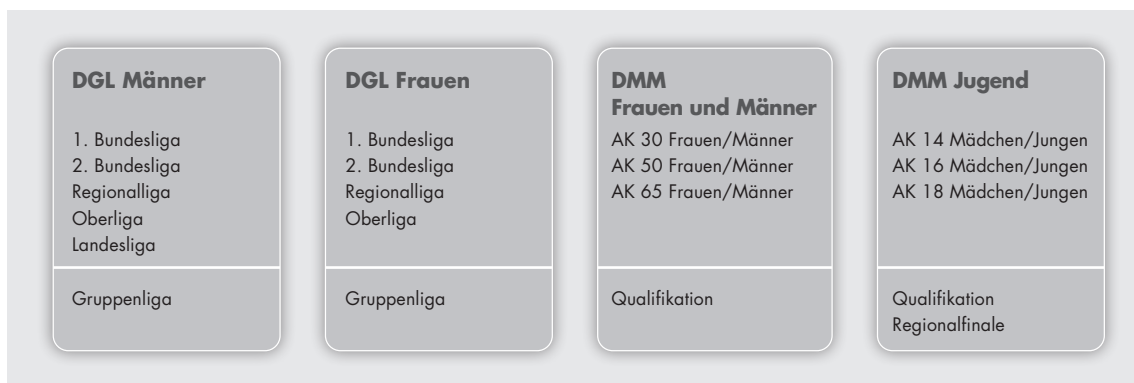 DGL Männer
1. Bundesliga
2. Bundesliga
Regionalliga
Oberliga
Landesliga
Gruppenliga
DGL Frauen
1. Bundesliga
2. Bundesliga
Regionalliga
Oberliga
Gruppenliga
DMM
Frauen und Männer
AK 30 Frauen/Männer
AK 50 Frauen/Männer
AK 65 Frauen/Männer
Qualifikation
DMM Jugend
AK 14 Mädchen/Jungen
AK 16 Mädchen/Jungen
AK 18 Mädchen/Jungen
Qualifikation
Regionalfinale